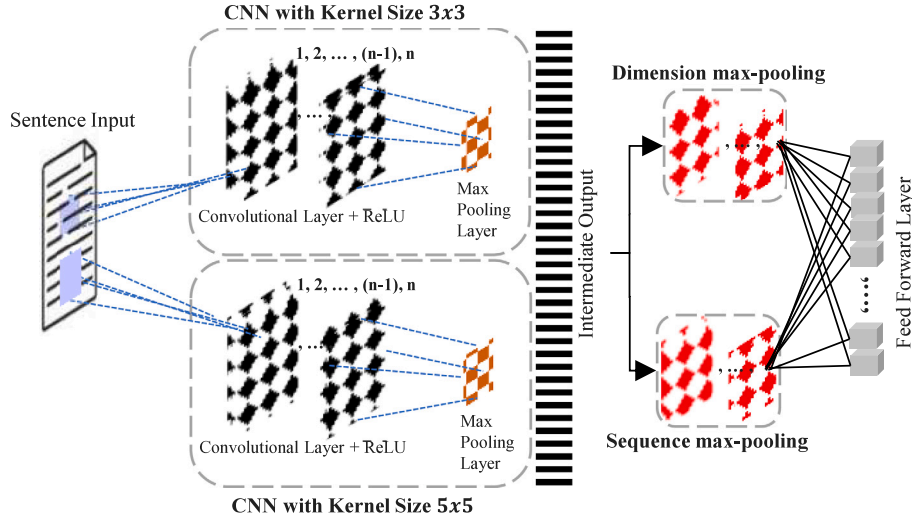 CNN with Kernel Size 3x3
1, 2, … , (n-1), n
Sentence Input
Convolutional Layer + ReLU
Max
Pooling
Layer
1, 2, … , (n-1), n
Convolutional Layer + ReLU
Max
Pooling
Layer
CNN with Kernel Size 5x5
Intermediate Output
Dimension max-pooling
Sequence max-pooling
Feed Forward Layer